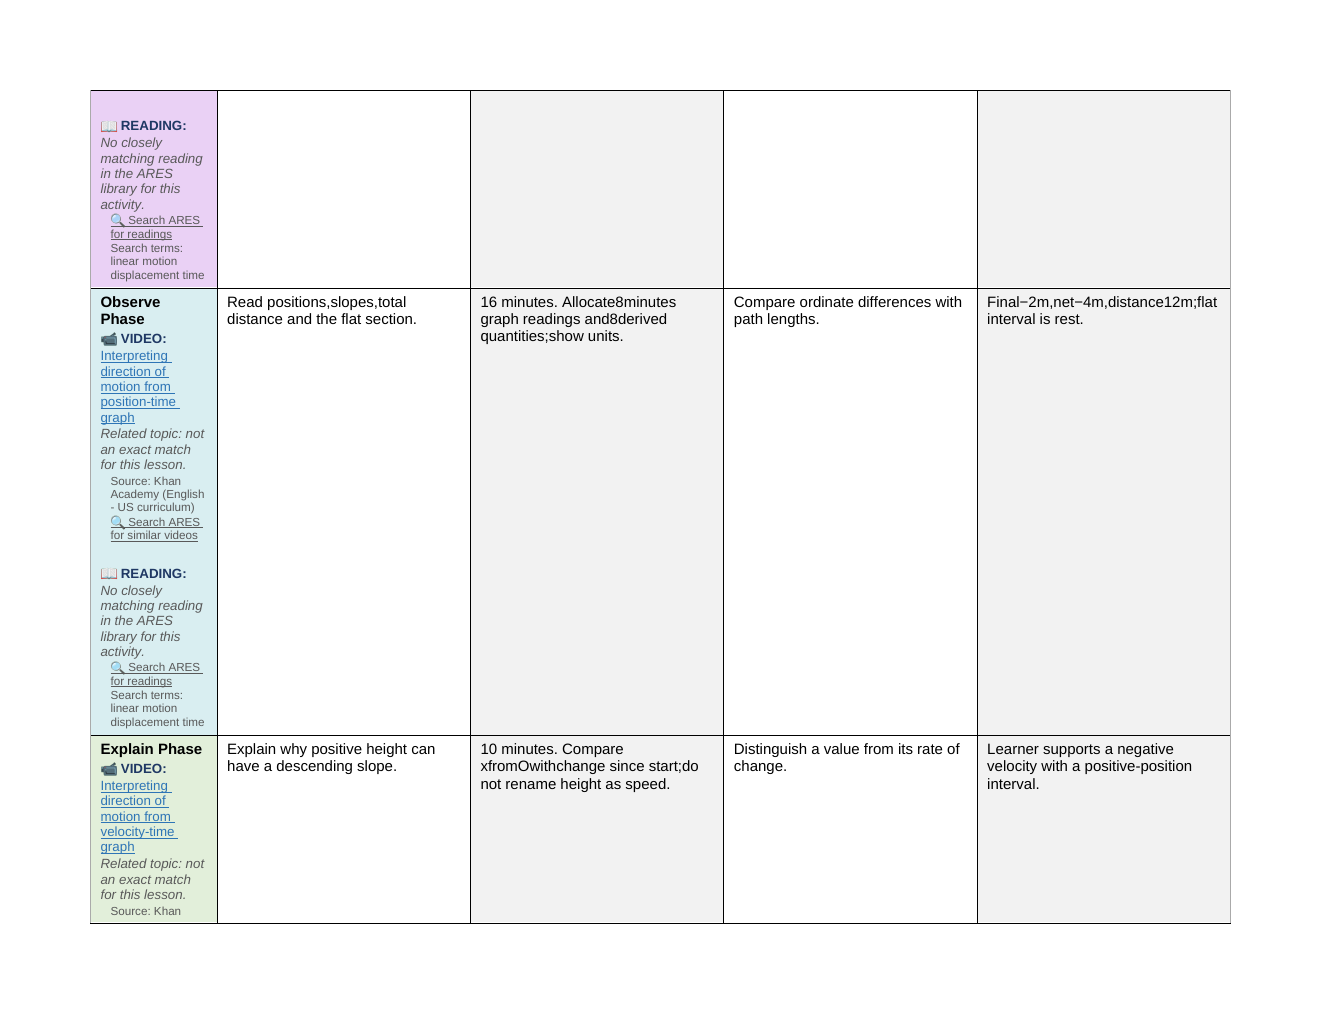 📖 READING:
No closely
matching reading
in the ARES
library for this
activity.
🔍 Search ARES
for readings
Search terms:
linear motion
displacement time
Observe
Phase
📹 VIDEO:
Interpreting
direction of
motion from
position-time
graph
Related topic: not
an exact match
for this lesson.
Source: Khan
Academy (English
- US curriculum)
🔍 Search ARES
for similar videos
📖 READING:
No closely
matching reading
in the ARES
library for this
activity.
🔍 Search ARES
for readings
Search terms:
linear motion
displacement time
Read positions,slopes,total
distance and the flat section.
16 minutes. Allocate8minutes
graph readings and8derived
quantities;show units.
Compare ordinate differences with
path lengths.
Final−2m,net−4m,distance12m;flat
interval is rest.
Explain Phase
📹 VIDEO:
Interpreting
direction of
motion from
velocity-time
graph
Related topic: not
an exact match
for this lesson.
Source: Khan
Explain why positive height can
have a descending slope.
10 minutes. Compare
xfromOwithchange since start;do
not rename height as speed.
Distinguish a value from its rate of
change.
Learner supports a negative
velocity with a positive-position
interval.